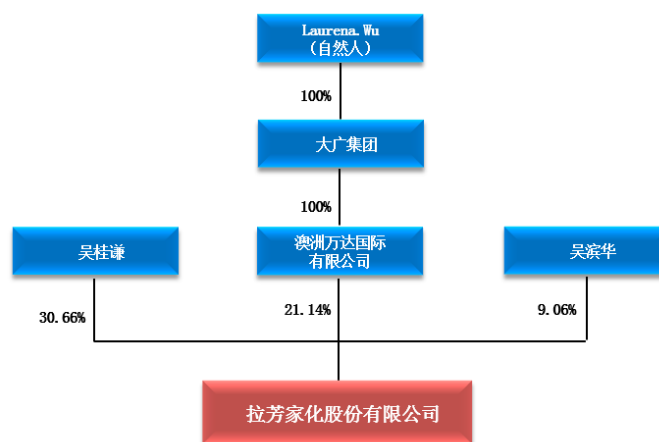 Laurena.Wu
（自然人）
100%
大广集团
100%
吴桂谦
澳洲万达国际
有限公司
吴滨华
30.66%
21.14%
9.06%
拉芳家化股份有限公司